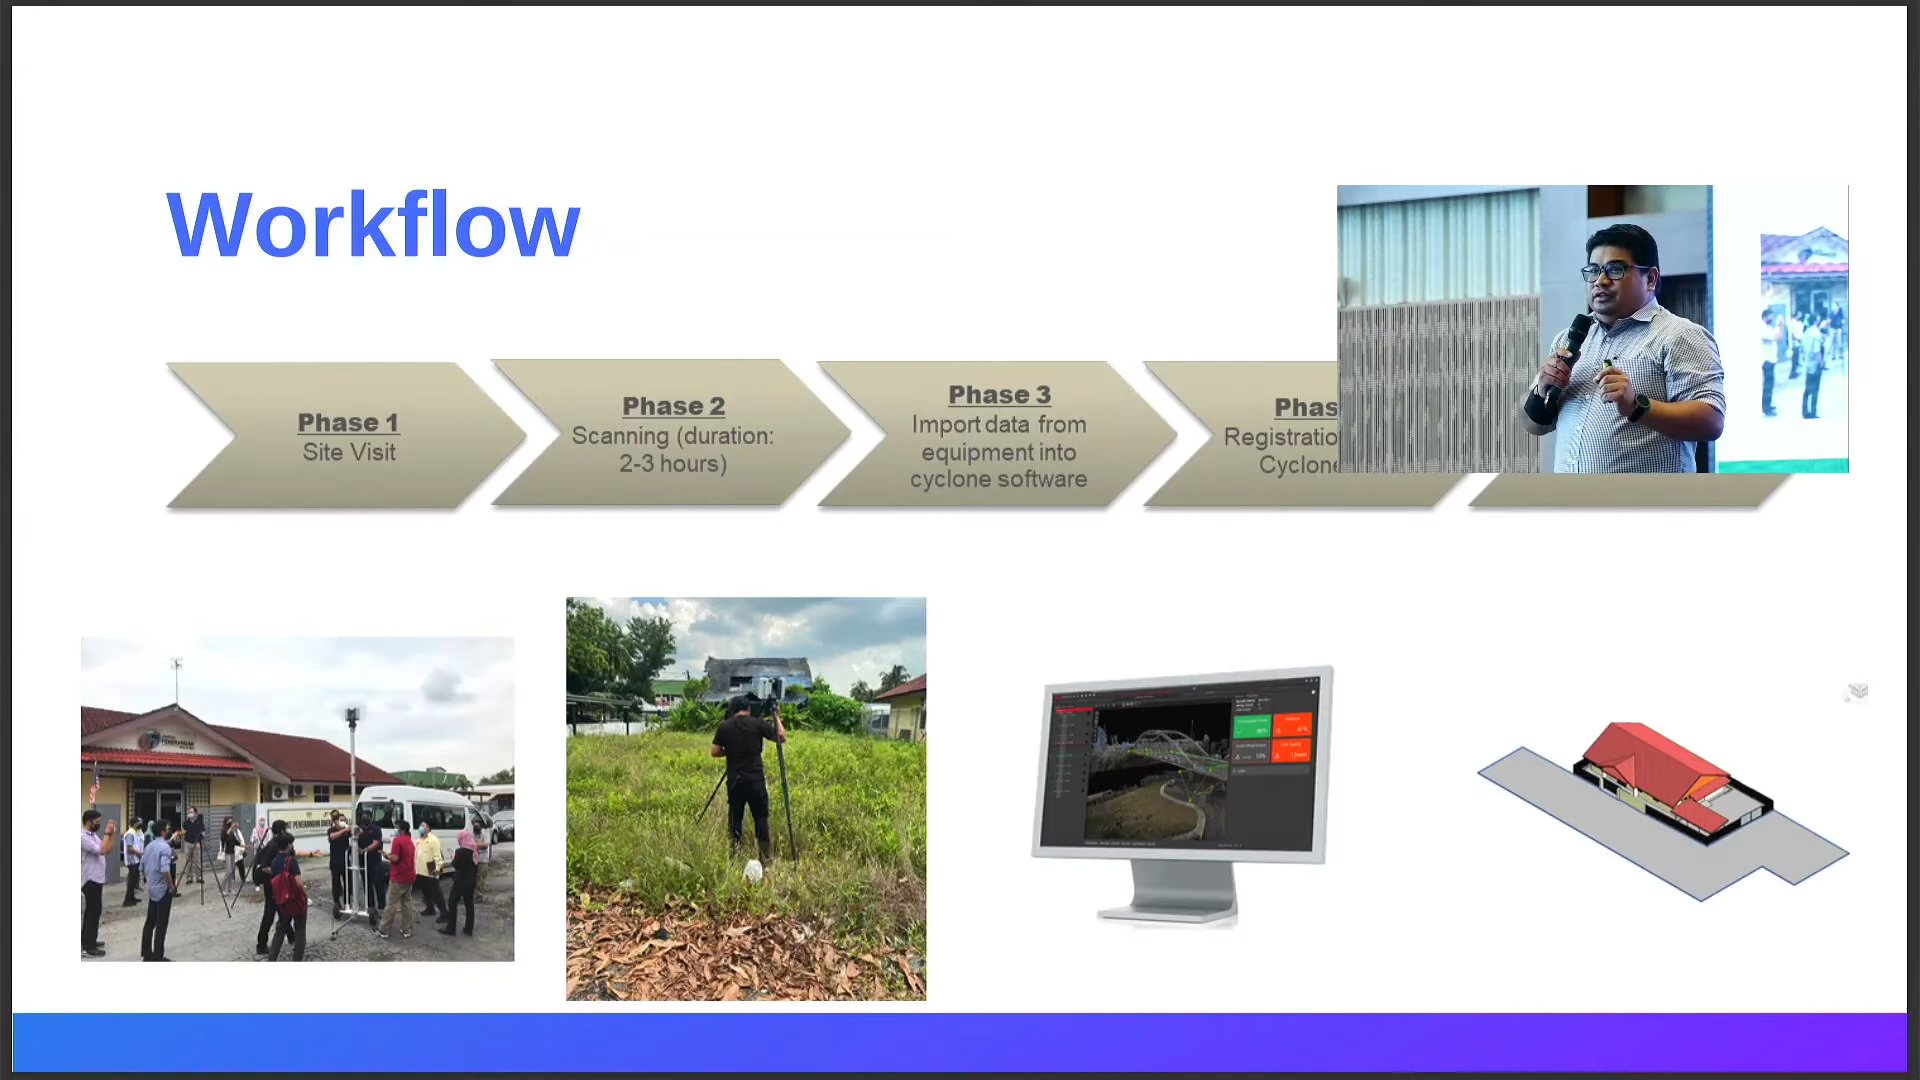 Workflow
Phase 1
Site Visit
Phase 2
Scanning (duration:
2-3 hours)
Phase 3
Import data from
equipment into
cyclone software
Phas
Registratio
Cyclone
PENERANGAN